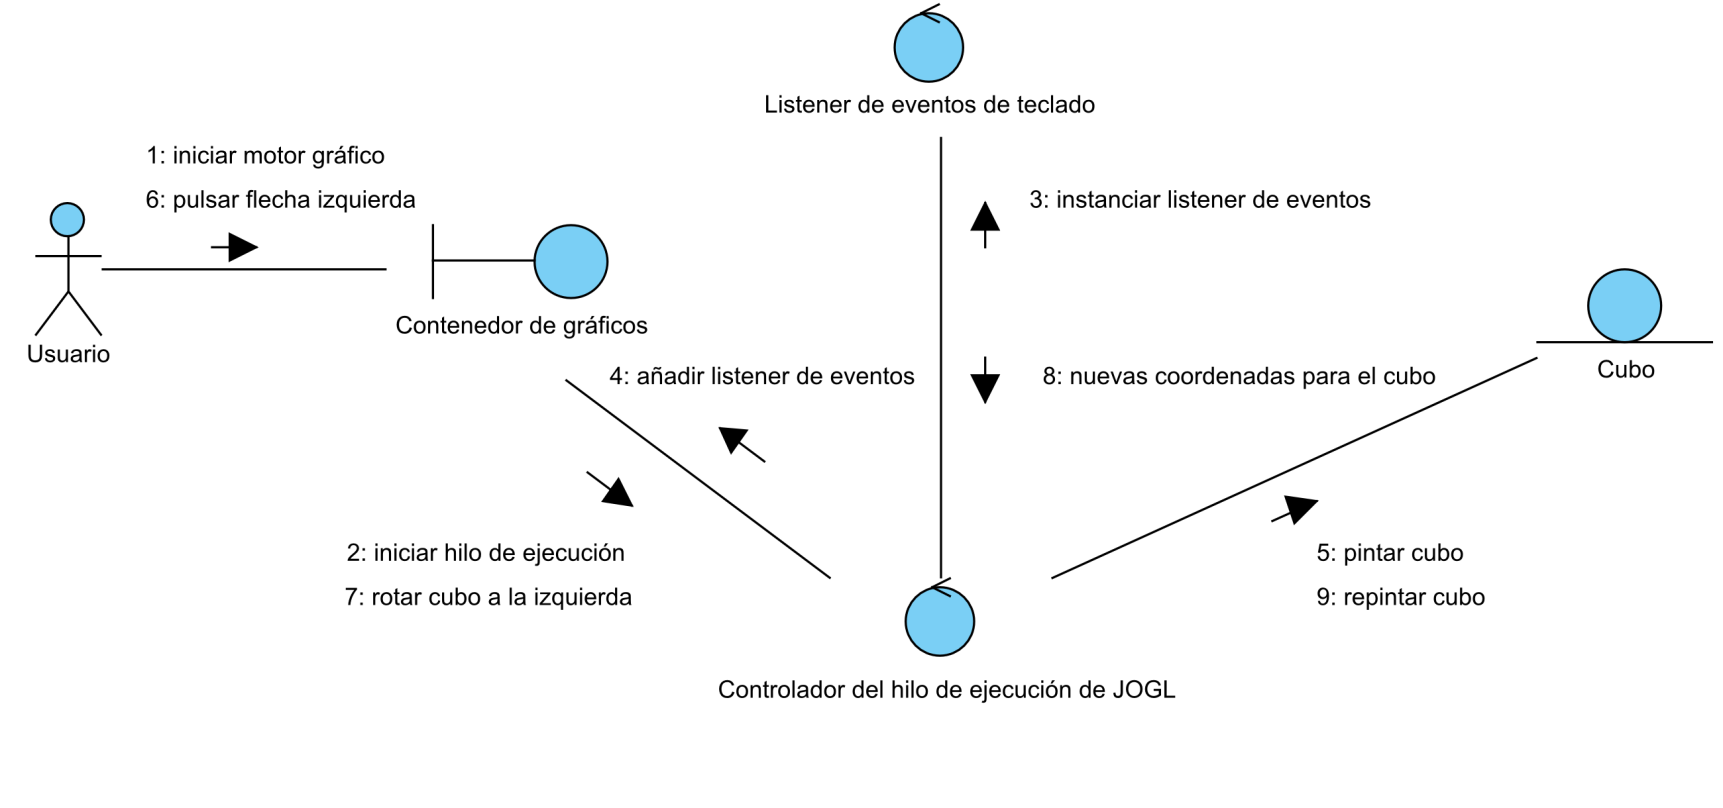 Listener de eventos de teclado
1: iniciar motor gráfico
6: pulsar flecha izquierda
3: instanciar listener de eventos
Contenedor de gráficos
Usuario
4: añadir listener de eventos
8: nuevas coordenadas para el cubo
Cubo
2: iniciar hilo de ejecución
7: rotar cubo a la izquierda
5: pintar cubo
9: repintar cubo
Controlador del hilo de ejecución de JOGL